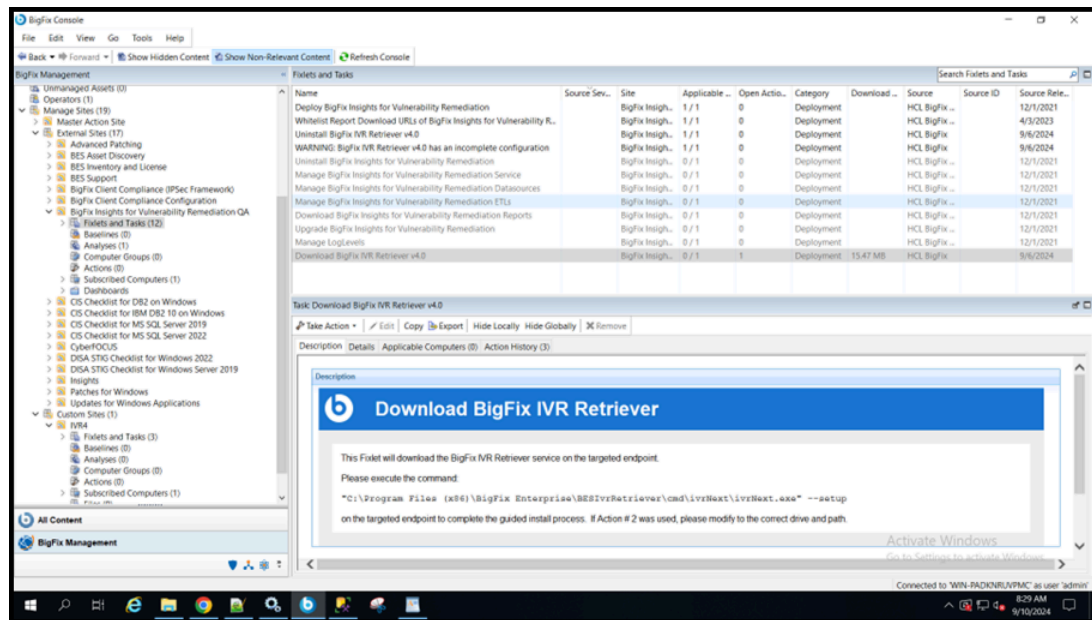 BigFix Console
File Edit View Go Tools Help
Back Forward Show Hidden Content Show Non-Relevant Content Refresh Console
BigFix Management
Unmanaged Assets (0)
Operators (1)
Manage Sites (19)
Master Action Site
External Sites (17)
Advanced Patching
BES Asset Discovery
BES Inventory and License
BES Support
BigFix Client Compliance (IPSec Framework)
BigFix Client Compliance Configuration
BigFix Insights for Vulnerability Remediation QA
Fixlets and Tasks (12)
Baselines (0)
Analyses (1)
Computer Groups (0)
Actions (0)
Subscribed Computers (1)
Dashboards
CIS Checklist for DB2 on Windows
CIS Checklist for IBM DB2 10 on Windows
CIS Checklist for MS SQL Server 2019
CIS Checklist for MS SQL Server 2022
CyberFOCUS
DISA STIG Checklist for Windows 2022
DISA STIG Checklist for Windows Server 2019
Insights
Patches for Windows
Updates for Windows Applications
Custom Sites (1)
IVR4
Fixlets and Tasks (3)
Baselines (0)
Analyses (0)
Computer Groups (0)
Actions (0)
Subscribed Computers (1)
All Content
BigFix Management
Fixlets and Tasks
Search Fixlets and Tasks
Name Source Sev... Site Applicable ... Open Actio... Category Download ... Source Source ID Source Rele...
Deploy BigFix Insights for Vulnerability Remediation BigFix Insigh... 1 / 1 0 Deployment HCL BigFix ... 12/1/2021
Whitelist Report Download URLs of BigFix Insights for Vulnerability R... BigFix Insigh... 1 / 1 0 Deployment HCL BigFix ... 4/3/2023
Uninstall BigFix IVR Retriever v4.0 BigFix Insigh... 1 / 1 0 Deployment HCL BigFix 9/6/2024
WARNING: BigFix IVR Retriever v4.0 has an incomplete configuration BigFix Insigh... 1 / 1 0 Deployment HCL BigFix 9/6/2024
Uninstall BigFix Insights for Vulnerability Remediation BigFix Insigh... 0 / 1 0 Deployment HCL BigFix ... 12/1/2021
Manage BigFix Insights for Vulnerability Remediation Service BigFix Insigh... 0 / 1 0 Deployment HCL BigFix ... 12/1/2021
Manage BigFix Insights for Vulnerability Remediation Datasources BigFix Insigh... 0 / 1 0 Deployment HCL BigFix ... 12/1/2021
Manage BigFix Insights for Vulnerability Remediation ETLs BigFix Insigh... 0 / 1 0 Deployment HCL BigFix ... 12/1/2021
Download BigFix Insights for Vulnerability Remediation Reports BigFix Insigh... 0 / 1 0 Deployment HCL BigFix ... 12/1/2021
Upgrade BigFix Insights for Vulnerability Remediation BigFix Insigh... 0 / 1 0 Deployment HCL BigFix ... 12/1/2021
Manage LogLevels BigFix Insigh... 0 / 1 0 Deployment HCL BigFix ... 12/1/2021
Download BigFix IVR Retriever v4.0 BigFix Insigh... 0 / 1 1 Deployment 15.47 MB HCL BigFix 9/6/2024
Task: Download BigFix IVR Retriever v4.0
Take Action Edit Copy Export Hide Locally Hide Globally Remove
Description Details Applicable Computers (0) Action History (3)
Description
Download BigFix IVR Retriever
This Fixlet will download the BigFix IVR Retriever service on the targeted endpoint.
Please execute the command:
"C:\Program Files (x86)\BigFix Enterprise\BESIvrRetriever\cmd\ivrNext\ivrNext.exe" --setup
on the targeted endpoint to complete the guided install process. If Action # 2 was used, please modify to the correct drive and path.
Activate Windows
Go to Settings to activate Windows.
Connected to 'WIN-PADKNRUVPMC' as user 'admin'
8:29 AM
9/10/2024